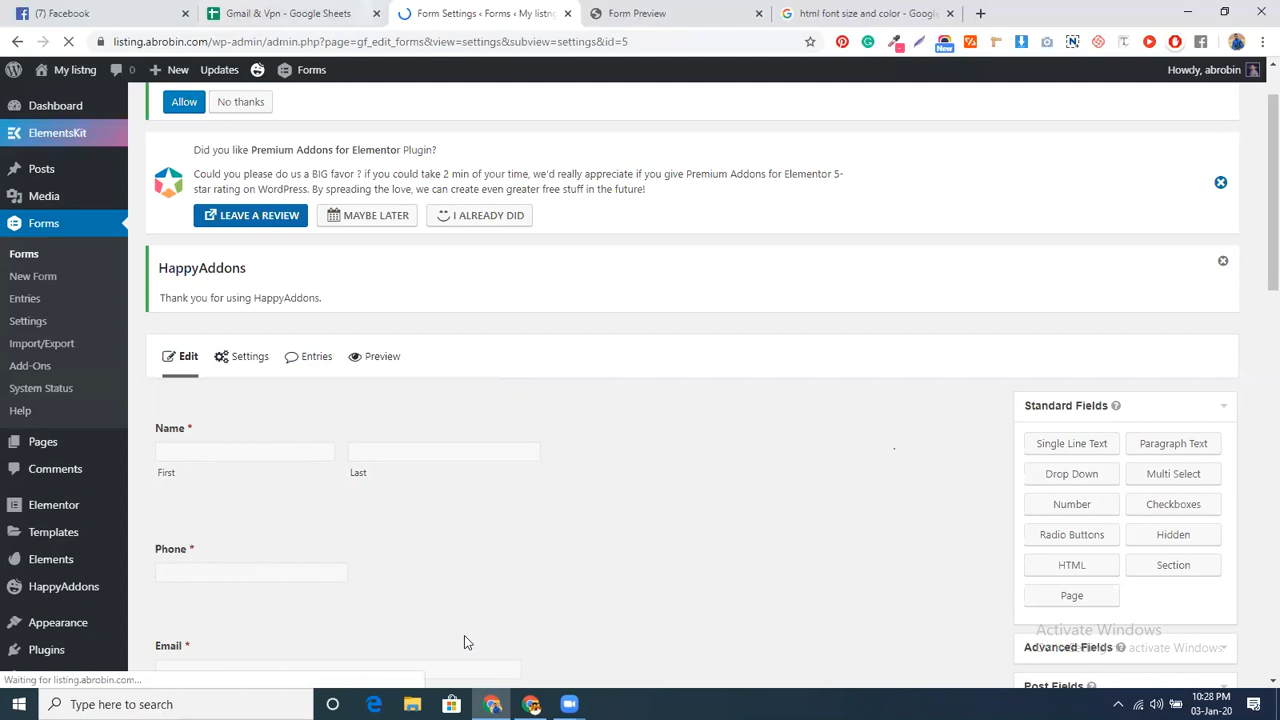 (1) Facebook
Gmail & Vpn - Google Sheets
Form Settings ‹ Forms ‹ My listng
Form Preview
html font size and color - Google
listing.abrobin.com/wp-admin/admin.php?page=gf_edit_forms&view=settings&subview=settings&id=5
New
My listng
0
New
Updates
Forms
Howdy, abrobin
Dashboard
ElementsKit
Posts
Media
Forms
Forms
New Form
Entries
Settings
Import/Export
Add-Ons
System Status
Help
Pages
Comments
Elementor
Templates
Elements
HappyAddons
Appearance
Plugins
Allow
No thanks
Did you like Premium Addons for Elementor Plugin?
Could you please do us a BIG favor ? if you could take 2 min of your time, we'd really appreciate if you give Premium Addons for Elementor 5-
star rating on WordPress. By spreading the love, we can create even greater free stuff in the future!
LEAVE A REVIEW
MAYBE LATER
I ALREADY DID
HappyAddons
Thank you for using HappyAddons.
Edit
Settings
Entries
Preview
Name *
First
Last
Phone *
Email *
Standard Fields
Single Line Text
Paragraph Text
Drop Down
Multi Select
Number
Checkboxes
Radio Buttons
Hidden
HTML
Section
Page
Activate Windows
Advanced Fields
activate Windows.
Post Fields
Waiting for listing.abrobin.com...
Type here to search
10:28 PM
03-Jan-20